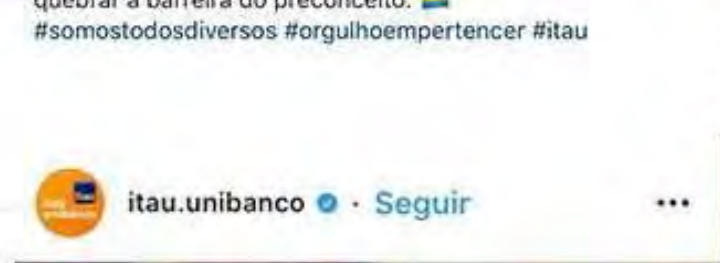 quebrar a barreira do preconceito.
#somostodosdiversos #orgulhoempertencer #itau
itau.unibanco · Seguir